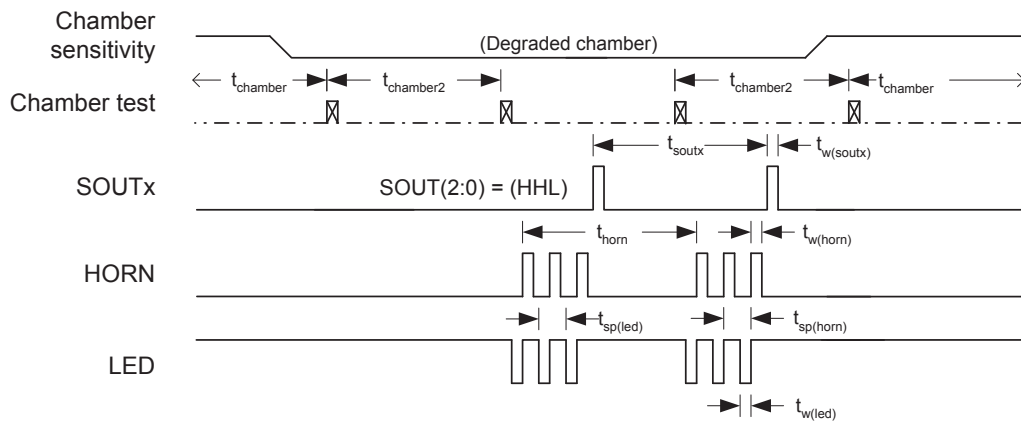 Chamber
sensitivity
(Degraded chamber)
t_chamber
t_chamber2
t_chamber2
t_chamber
Chamber test
t_soutx
t_w(soutx)
SOUTx
SOUT(2:0) = (HHL)
t_horn
t_w(horn)
HORN
t_sp(led)
t_sp(horn)
LED
t_w(led)